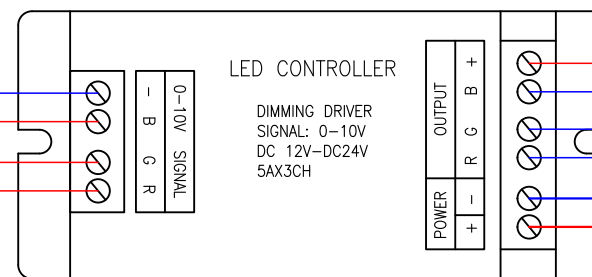 LED CONTROLLER
DIMMING DRIVER
SIGNAL: 0-10V
DC 12V-DC24V
5AX3CH
0-10V SIGNAL
- B G R
OUTPUT
R G B +
POWER
+ -